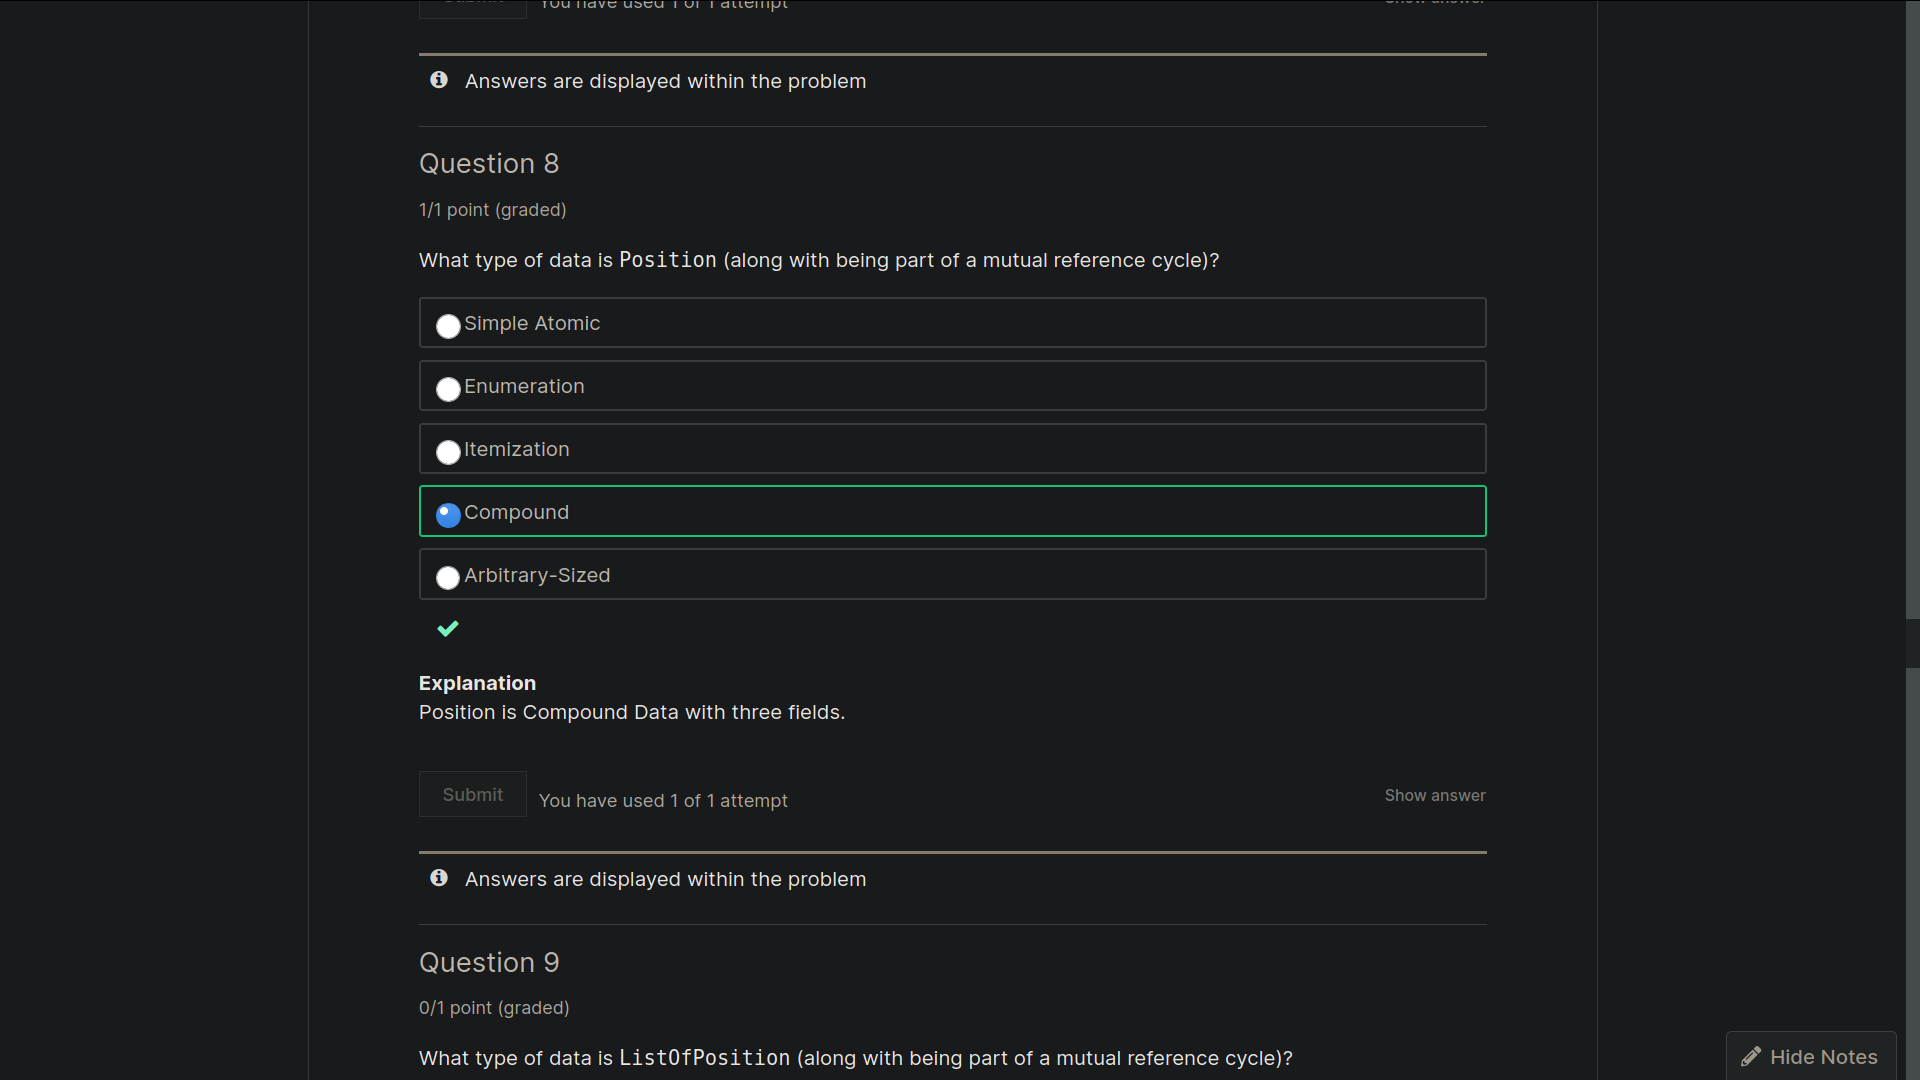 You have used 1 of 1 attempt
Answers are displayed within the problem
Question 8
1/1 point (graded)
What type of data is Position (along with being part of a mutual reference cycle)?
Simple Atomic
Enumeration
Itemization
Compound
Arbitrary-Sized
Explanation
Position is Compound Data with three fields.
Submit You have used 1 of 1 attempt Show answer
Answers are displayed within the problem
Question 9
0/1 point (graded)
What type of data is ListOfPosition (along with being part of a mutual reference cycle)?
Hide Notes